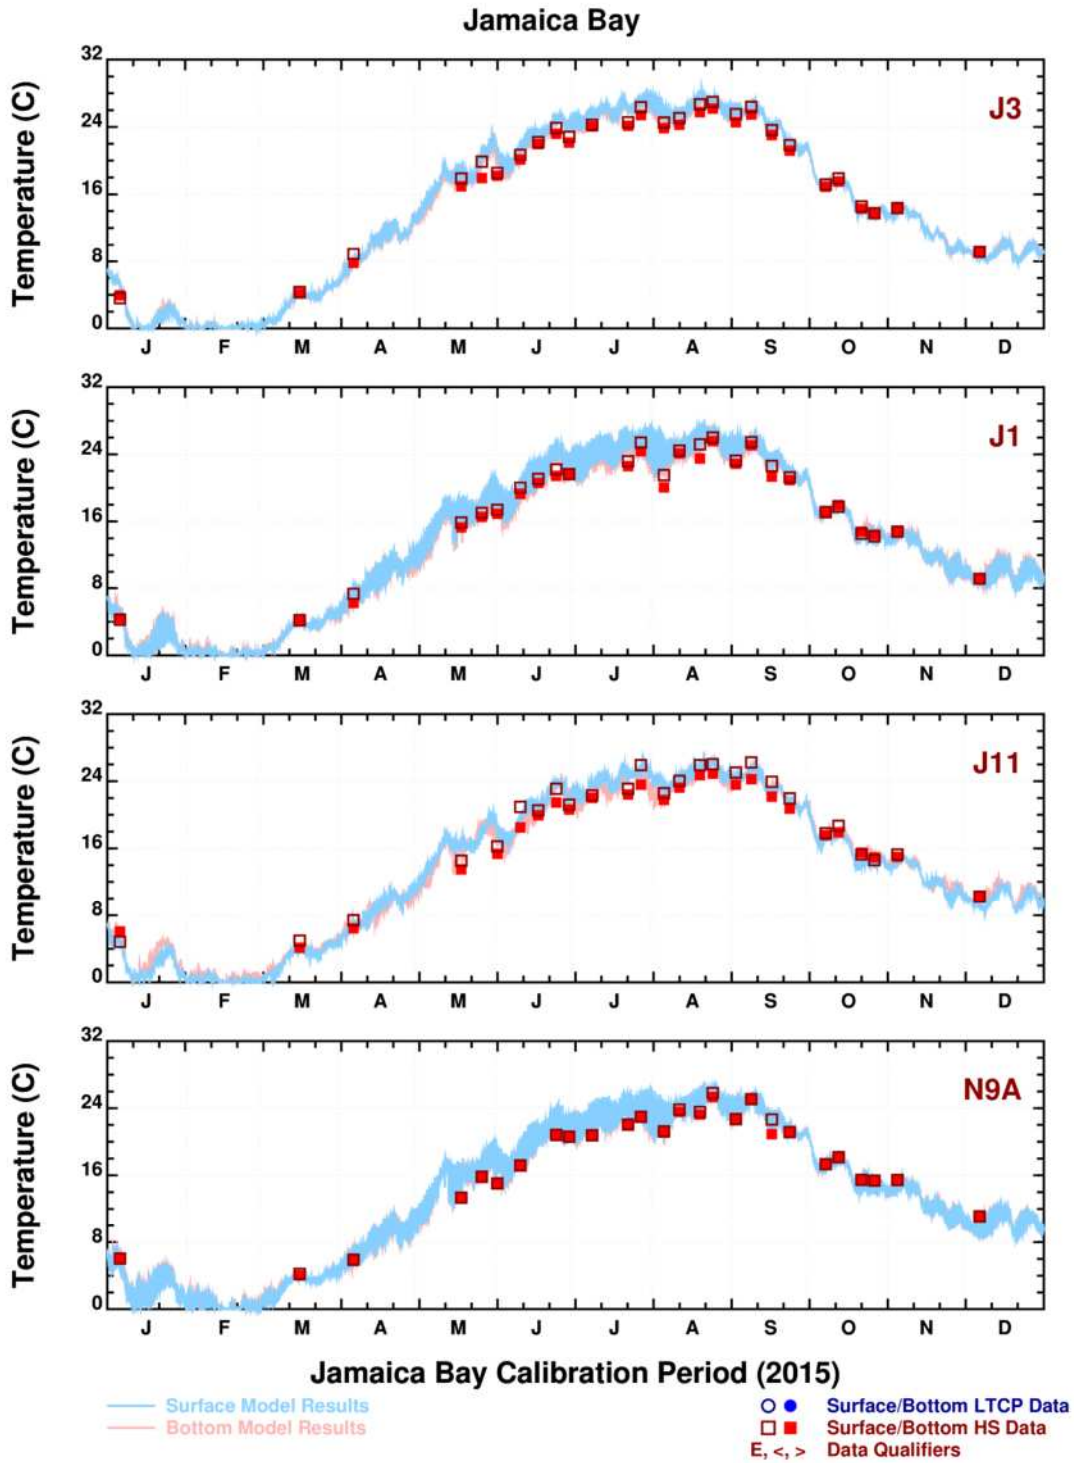 Jamaica Bay
32
24
16
8
0
Temperature (C)
J3
J F M A M J J A S O N D
32
24
16
8
0
Temperature (C)
J1
J F M A M J J A S O N D
32
24
16
8
0
Temperature (C)
J11
J F M A M J J A S O N D
32
24
16
8
0
Temperature (C)
N9A
J F M A M J J A S O N D
Jamaica Bay Calibration Period (2015)
Surface Model Results
Bottom Model Results
Surface/Bottom LTCP Data
Surface/Bottom HS Data
E, <, > Data Qualifiers